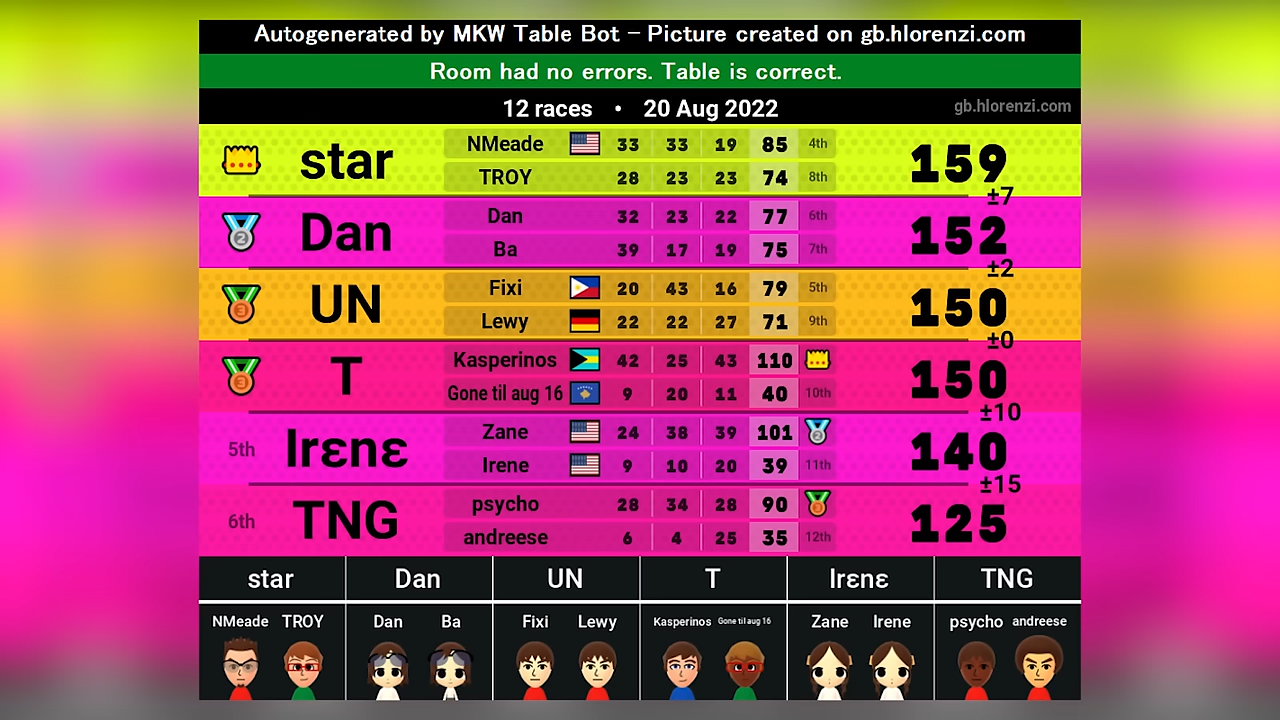 Autogenerated by MKW Table Bot – Picture created on gb.hlorenzi.com
Room had no errors. Table is correct.
12 races • 20 Aug 2022 gb.hlorenzi.com
star NMeade 33 33 19 85 4th 159
TROY 28 23 23 74 8th
±7
2 Dan Dan 32 23 22 77 6th 152
Ba 39 17 19 75 7th
±2
3 UN Fixi 20 43 16 79 5th 150
Lewy 22 22 27 71 9th
±0
3 T Kasperinos 42 25 43 110 150
Gone til aug 16 9 20 11 40 10th
±10
5th Irεnε Zane 24 38 39 101 2 140
Irene 9 10 20 39 11th
±15
6th TNG psycho 28 34 28 90 3 125
andreese 6 4 25 35 12th
star Dan UN T Irεnε TNG
NMeade TROY Dan Ba Fixi Lewy Kasperinos Gone til aug 16 Zane Irene psycho andreese